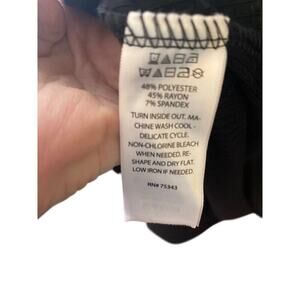 48% POLYESTER
45% RAYON
7% SPANDEX
TURN INSIDE OUT. MA-
CHINE WASH COOL -
DELICATE CYCLE.
NON-CHLORINE BLEACH
WHEN NEEDED. RE-
SHAPE AND DRY FLAT.
LOW IRON IF NEEDED.
RN# 75343